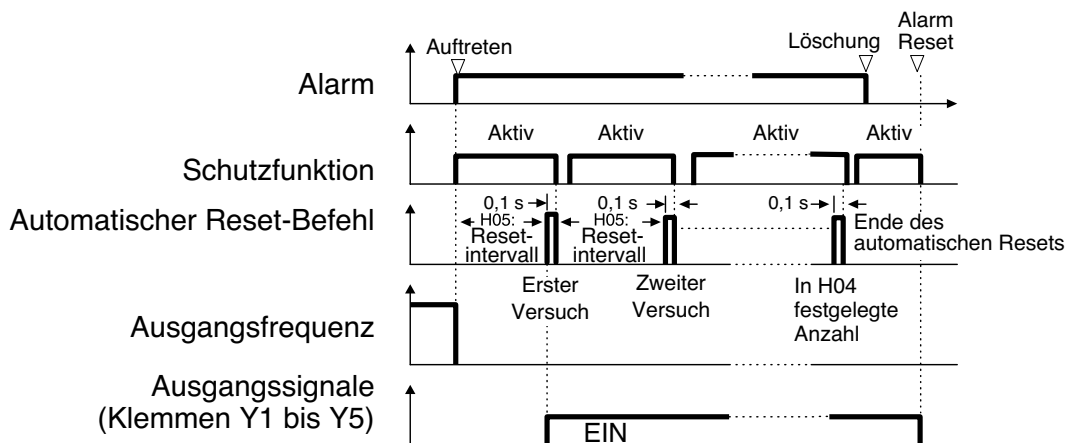 Alarm
Reset
Auftreten
Löschung
Alarm
Aktiv Aktiv Aktiv Aktiv
Schutzfunktion
0,1 s 0,1 s 0,1 s
Automatischer Reset-Befehl
H05:
Reset-
intervall
H05:
Reset-
intervall
Ende des
automatischen Resets
Erster
Versuch
Zweiter
Versuch
In H04
festgelegte
Anzahl
Ausgangsfrequenz
Ausgangssignale
(Klemmen Y1 bis Y5)
EIN